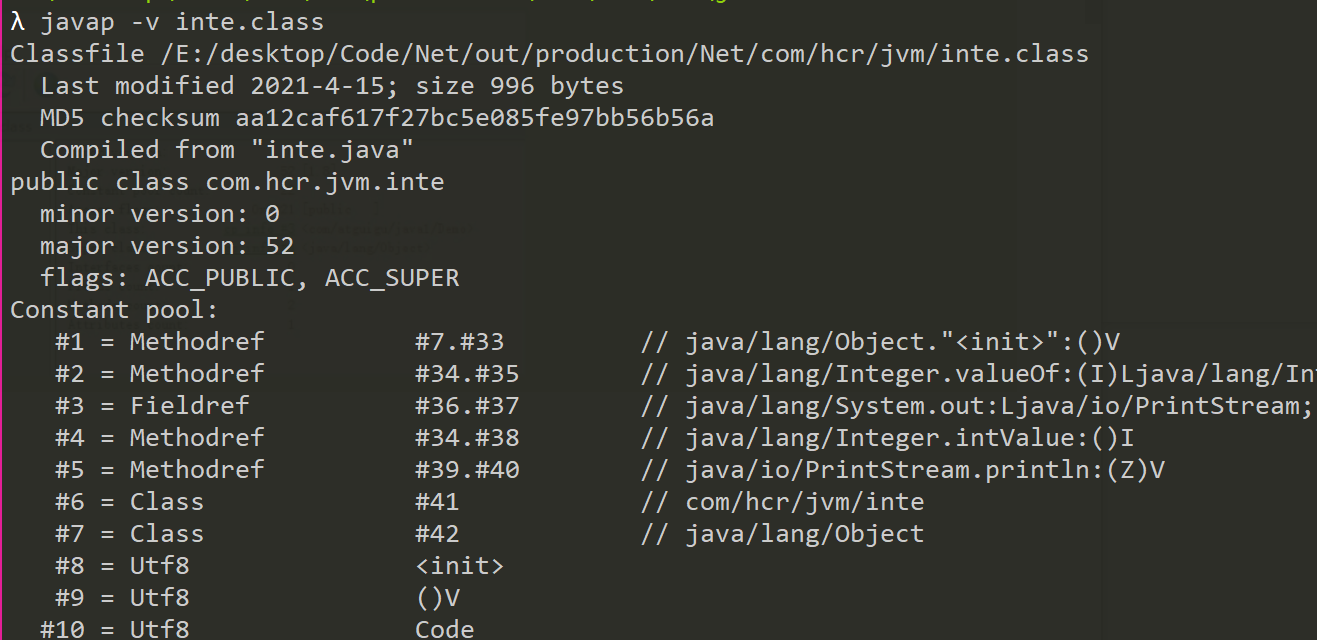 λ javap -v inte.class
Classfile /E:/desktop/Code/Net/out/production/Net/com/hcr/jvm/inte.class
  Last modified 2021-4-15; size 996 bytes
  MD5 checksum aa12caf617f27bc5e085fe97bb56b56a
  Compiled from "inte.java"
public class com.hcr.jvm.inte
  minor version: 0
  major version: 52
  flags: ACC_PUBLIC, ACC_SUPER
Constant pool:
   #1 = Methodref          #7.#33         // java/lang/Object."<init>":()V
   #2 = Methodref          #34.#35        // java/lang/Integer.valueOf:(I)Ljava/lang/In
   #3 = Fieldref           #36.#37        // java/lang/System.out:Ljava/io/PrintStream;
   #4 = Methodref          #34.#38        // java/lang/Integer.intValue:()I
   #5 = Methodref          #39.#40        // java/io/PrintStream.println:(Z)V
   #6 = Class              #41            // com/hcr/jvm/inte
   #7 = Class              #42            // java/lang/Object
   #8 = Utf8               <init>
   #9 = Utf8               ()V
  #10 = Utf8               Code